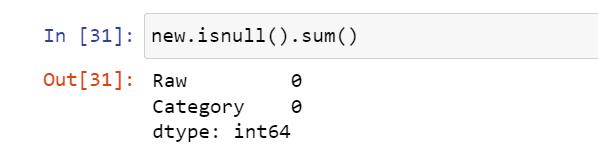 In [31]: new.isnull().sum()
Out[31]: Raw 0
Category 0
dtype: int64